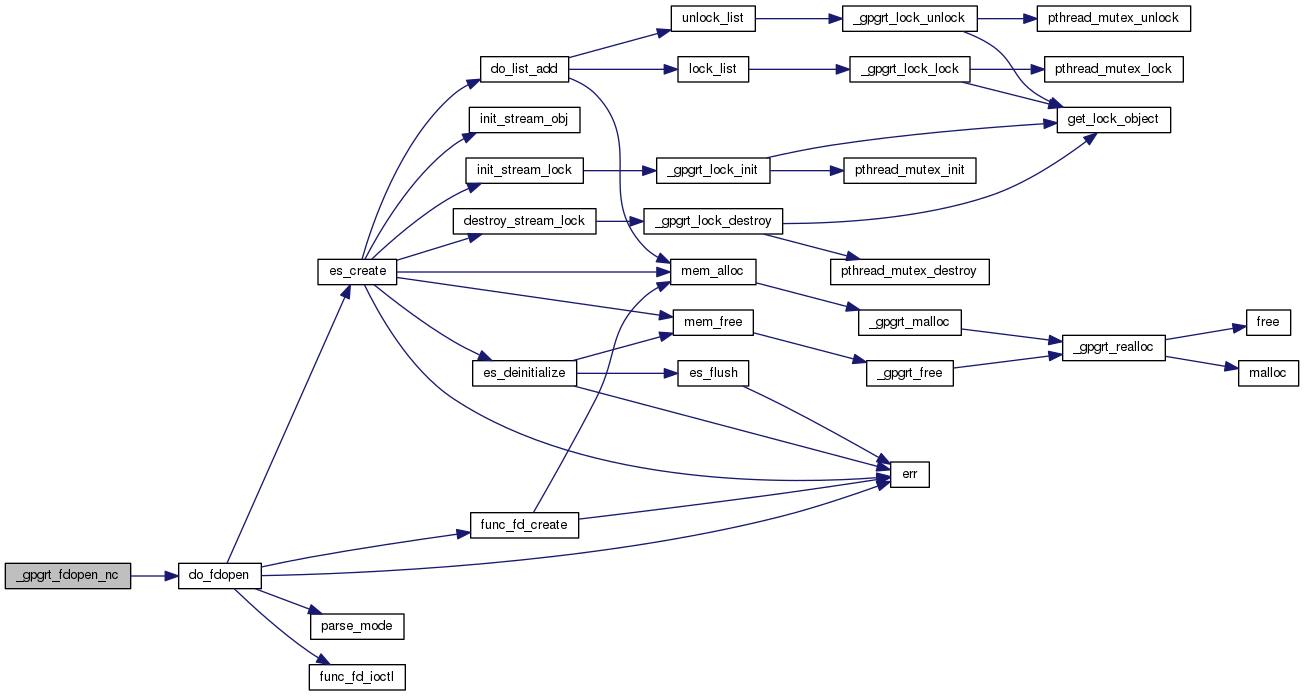 unlock_list
_gpgrt_lock_unlock
pthread_mutex_unlock
do_list_add
lock_list
_gpgrt_lock_lock
pthread_mutex_lock
init_stream_obj
get_lock_object
init_stream_lock
_gpgrt_lock_init
pthread_mutex_init
destroy_stream_lock
_gpgrt_lock_destroy
es_create
mem_alloc
pthread_mutex_destroy
mem_free
_gpgrt_malloc
free
_gpgrt_realloc
es_deinitialize
es_flush
_gpgrt_free
malloc
err
func_fd_create
_gpgrt_fdopen_nc
do_fdopen
parse_mode
func_fd_ioctl